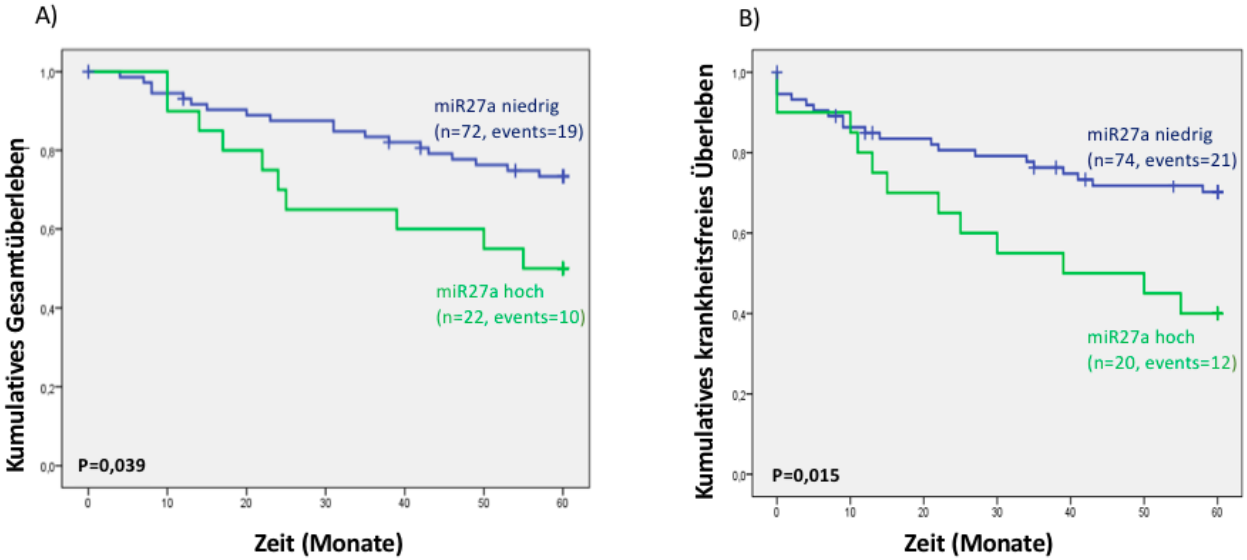 A)
Kumulatives Gesamtüberleben
1,0
0,8
0,6
0,4
0,2
0,0
miR27a niedrig
(n=72, events=19)
miR27a hoch
(n=22, events=10)
P=0,039
0 10 20 30 40 50 60
Zeit (Monate)
B)
Kumulatives krankheitsfreies Überleben
1,0
0,8
0,6
0,4
0,2
0,0
miR27a niedrig
(n=74, events=21)
miR27a hoch
(n=20, events=12)
P=0,015
0 10 20 30 40 50 60
Zeit (Monate)